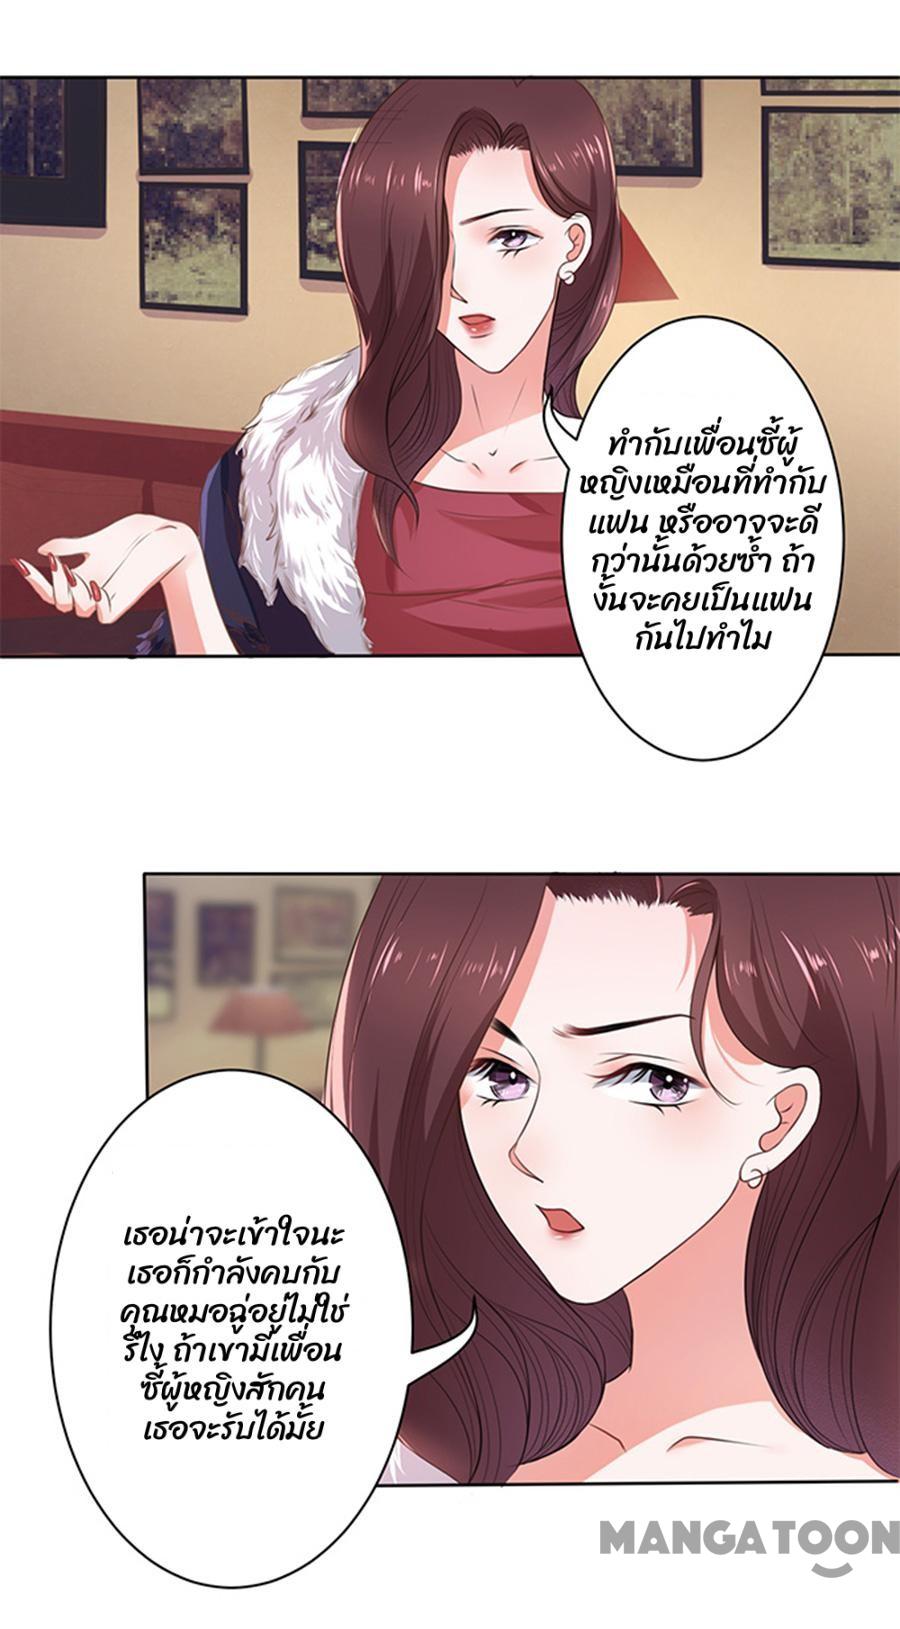 ทำกับเพื่อนซี้ผู้
หญิงเหมือนที่ทำกับ
แฟน หรืออาจจะดี
กว่านั้นด้วยซ้ำ ถ้า
งั้นจะคยเป็นแฟน
กันไปทำไม
เธอน่าจะเข้าใจนะ
เธอก็กำลังคบกับ
คุณหมอฉู่อยู่ไม่ใช่
รึไง ถ้าเขามีเพื่อน
ซี้ผู้หญิงสักคน
เธอจะรับได้มั้ย
MANGA TOON